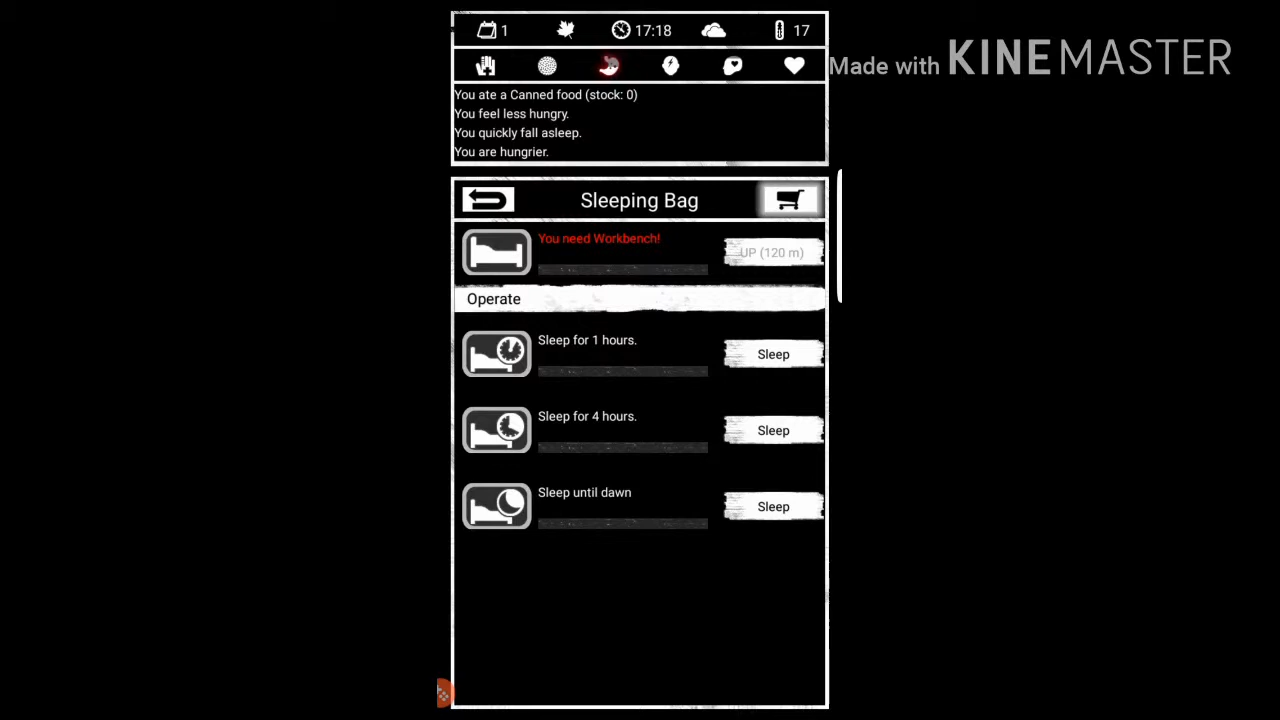 1 17:18 17
Made with KINEMASTER
You ate a Canned food (stock: 0)
You feel less hungry.
You quickly fall asleep.
You are hungrier.
Sleeping Bag
You need Workbench!
UP (120 m)
Operate
Sleep for 1 hours.
Sleep
Sleep for 4 hours.
Sleep
Sleep until dawn
Sleep